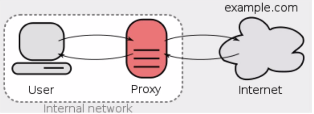 example.com
User
Proxy
Internet
Internal network